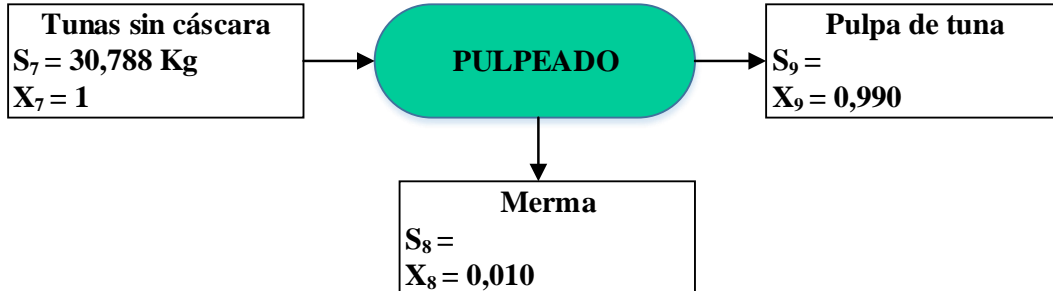 Tunas sin cáscara
S₇ = 30,788 Kg
X₇ = 1
PULPEADO
Pulpa de tuna
S₉ =
X₉ = 0,990
Merma
S₈ =
X₈ = 0,010